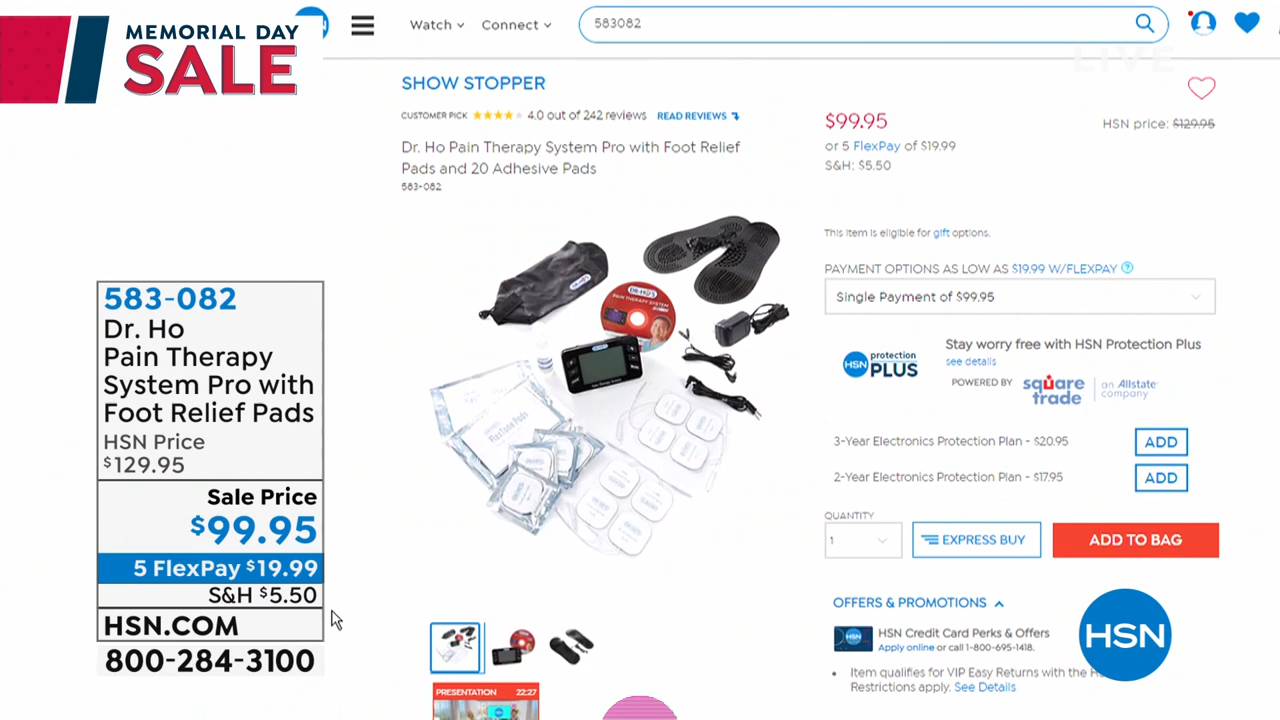 MEMORIAL DAY
SALE
Watch
Connect
583082
LIVE
SHOW STOPPER
CUSTOMER PICK 4.0 out of 242 reviews READ REVIEWS
Dr. Ho Pain Therapy System Pro with Foot Relief
Pads and 20 Adhesive Pads
583-082
$99.95
HSN price: $129.95
or 5 FlexPay of $19.99
S&H: $5.50
This item is eligible for gift options.
PAYMENT OPTIONS AS LOW AS $19.99 W/FLEXPAY ?
Single Payment of $99.95
Stay worry free with HSN Protection Plus
see details
HSN protection PLUS
POWERED BY square trade an Allstate company
3-Year Electronics Protection Plan - $20.95 ADD
2-Year Electronics Protection Plan - $17.95 ADD
QUANTITY
1
EXPRESS BUY
ADD TO BAG
OFFERS & PROMOTIONS
HSN
HSN Credit Card Perks & Offers
Apply online or call 1-800-695-1418.
• Item qualifies for VIP Easy Returns with the
Restrictions apply. See Details
HSN
DR-HO'S
PAIN THERAPY SYSTEM
583-082
Dr. Ho
Pain Therapy
System Pro with
Foot Relief Pads
HSN Price
$129.95
Sale Price
$99.95
5 FlexPay $19.99
S&H $5.50
HSN.COM
800-284-3100
PRESENTATION 22:27